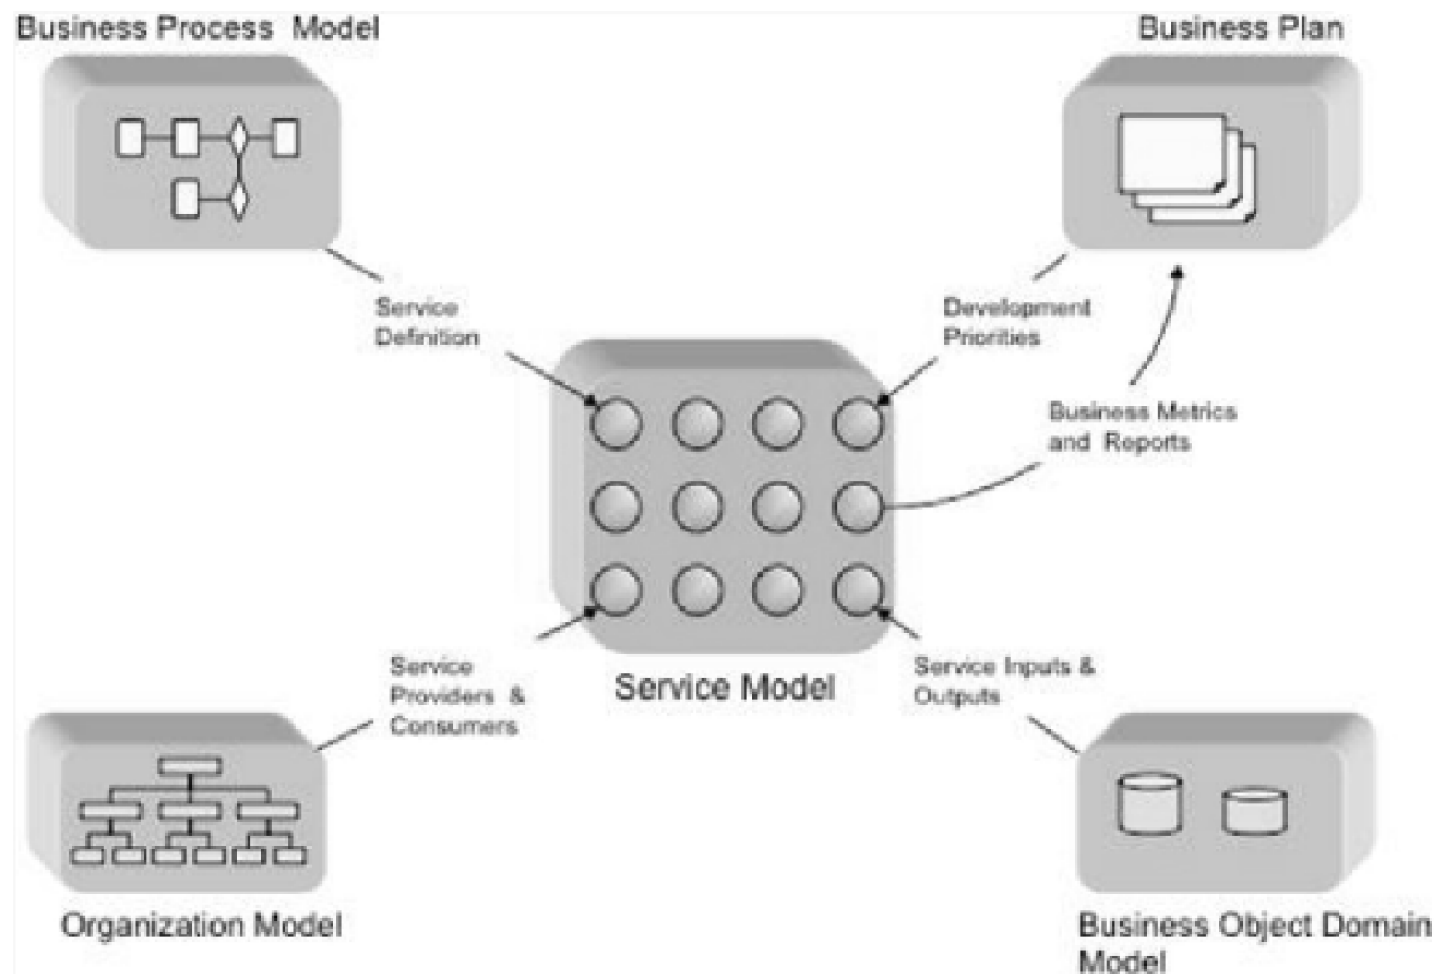 Business Process Model
Business Plan
Service
Definition
Development
Priorities
Business Metrics
and Reports
Service
Providers &
Consumers
Service Model
Service Inputs &
Outputs
Organization Model
Business Object Domain
Model